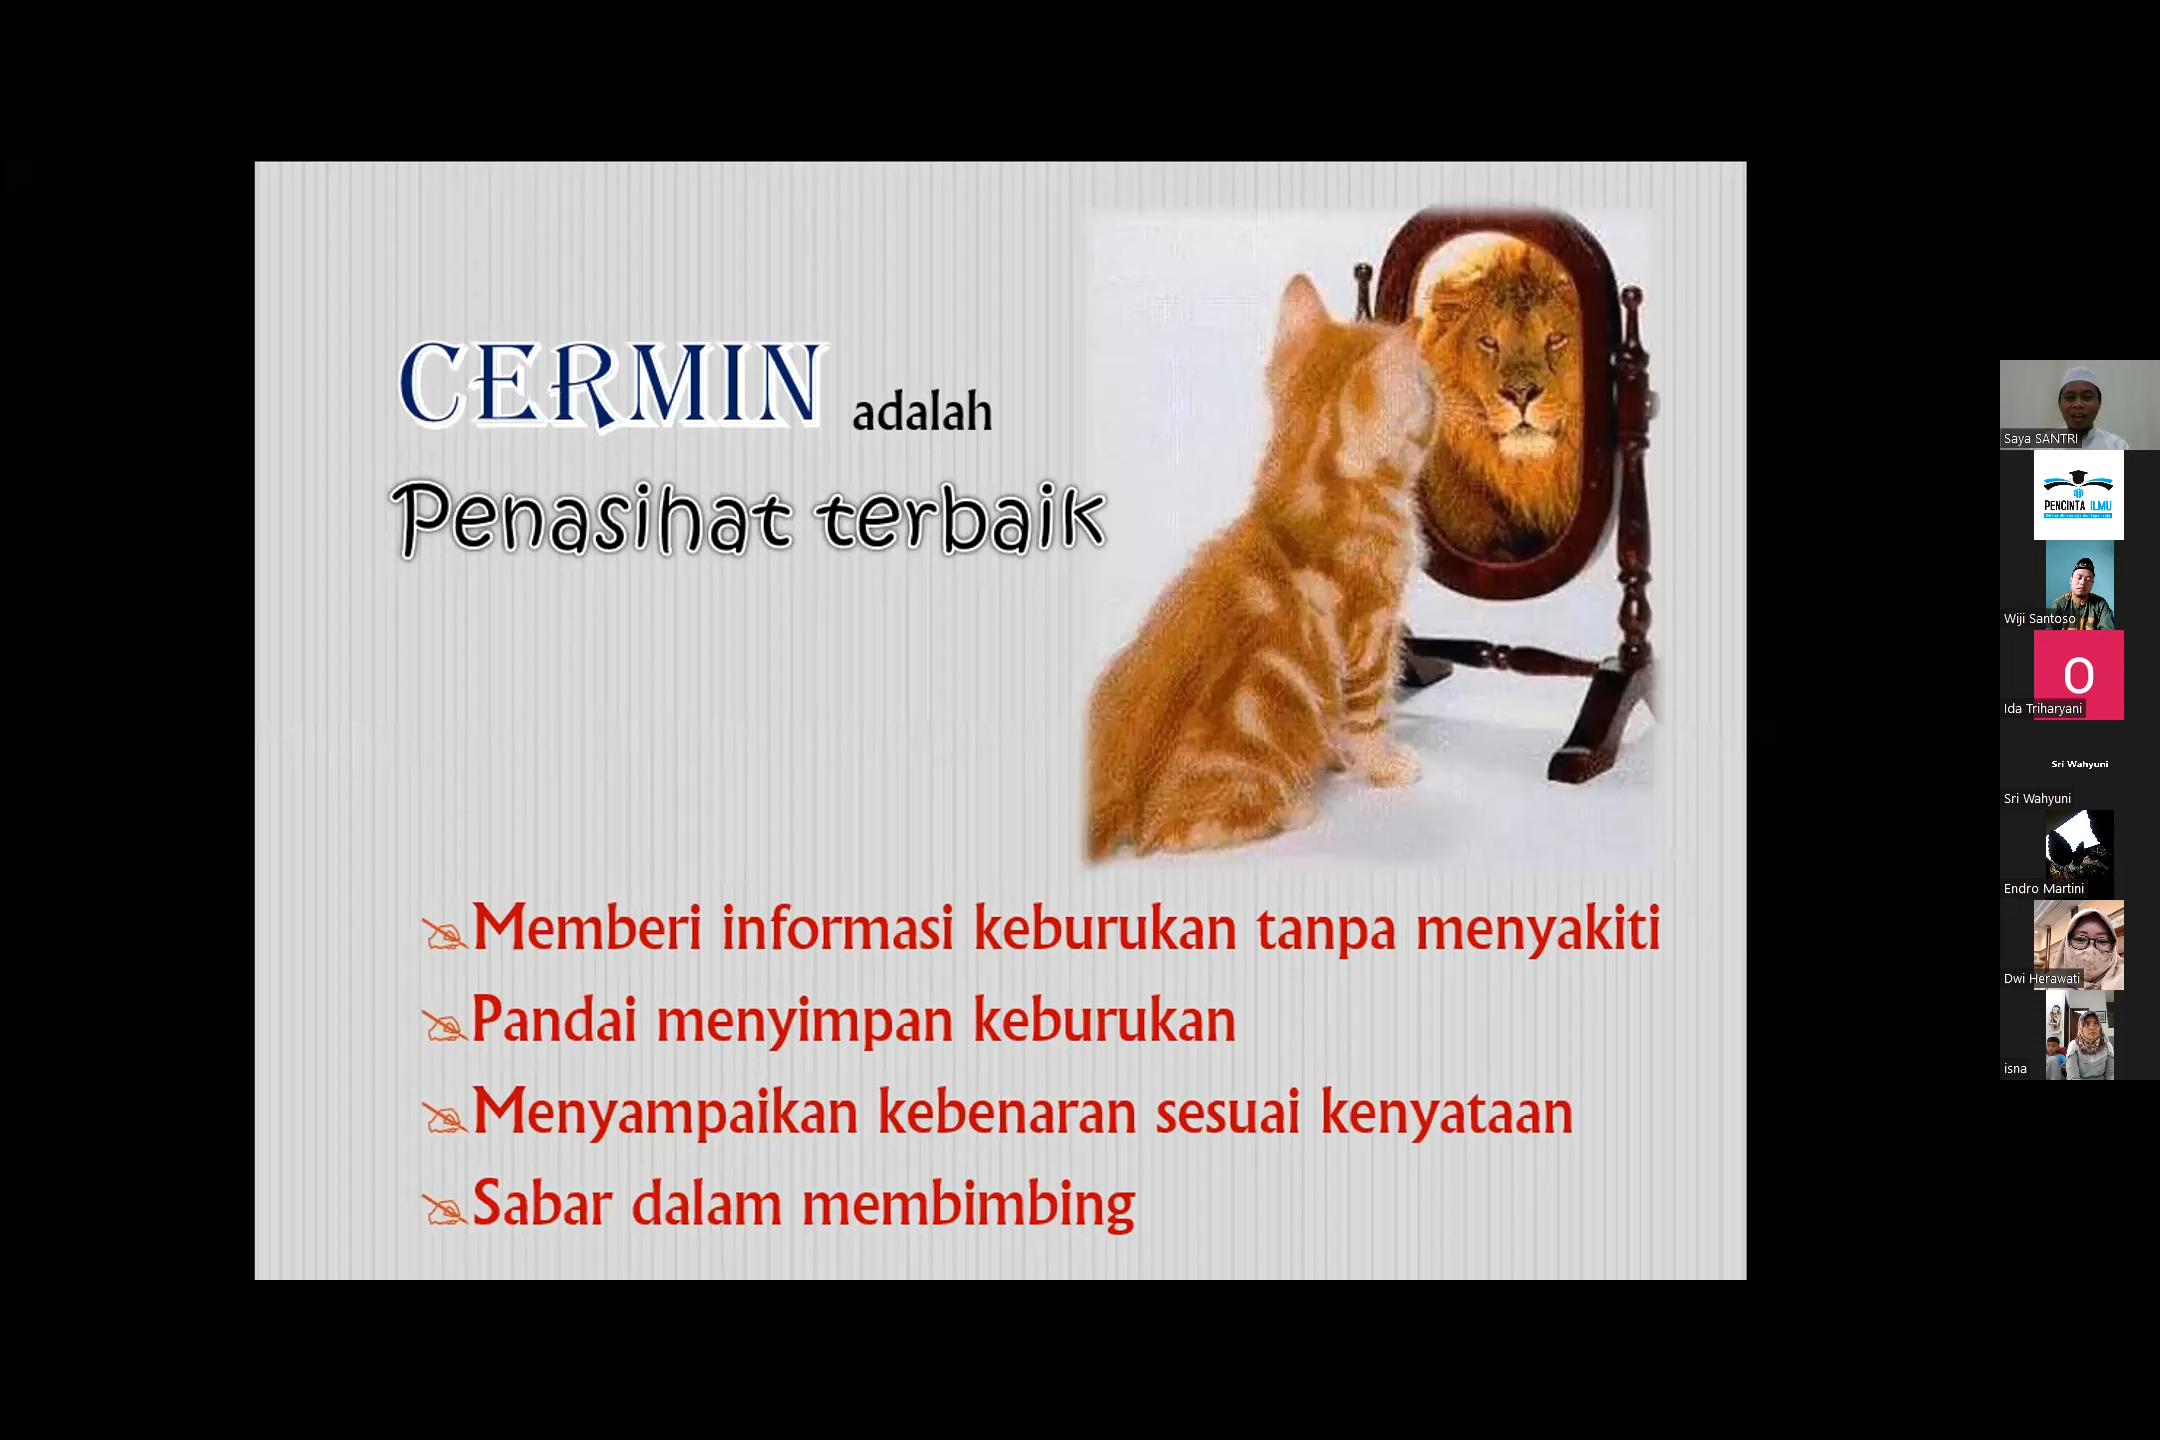 CERMIN adalah
Penasihat terbaik
Memberi informasi keburukan tanpa menyakiti
Pandai menyimpan keburukan
Menyampaikan kebenaran sesuai kenyataan
Sabar dalam membimbing
Saya SANTRI
PENCINTA ILMU
Wiji Santoso
O
Ida Triharyani
Sri Wahyuni
Sri Wahyuni
Endro Martini
Dwi Herawati
isna